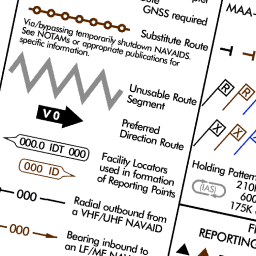 GNSS required
MAA-
Substitute Route
Via/bypassing temporarily shutdown NAVAIDS.
See NOTAMs or appropriate publications for
specific information.
Unusable Route
Segment
V 0
Preferred
Direction Route
R
R
X
X
000.0 IDT 000
000 ID
Facility Locators
used in formation
of Reporting Points
Holding Pattern
(IAS)
210
600
175K
000
Radial outbound from
a VHF/UHF NAVAID
000
Bearing inbound to
an LF/MF NAV
REPORTING